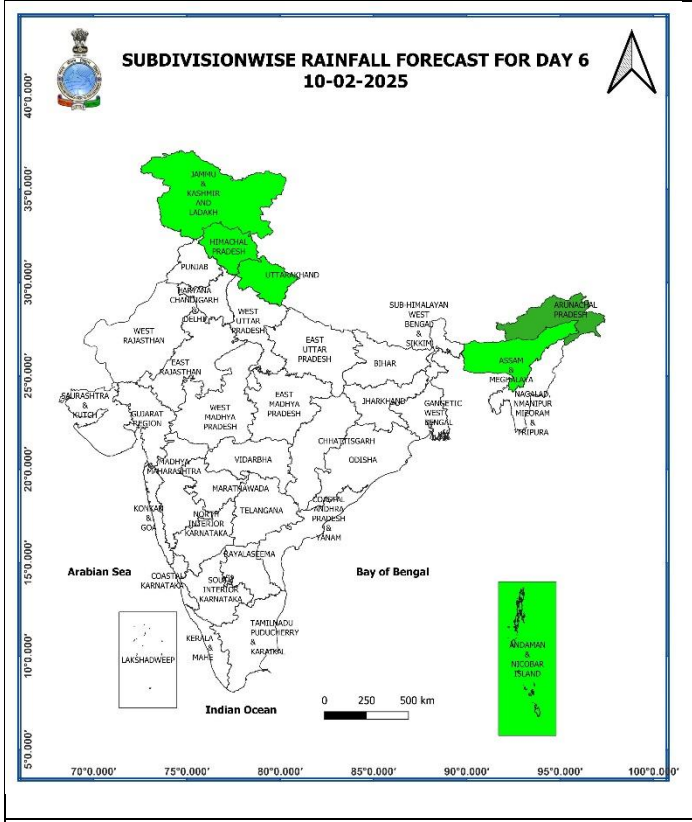 SUBDIVISIONWISE RAINFALL FORECAST FOR DAY 6
10-02-2025
40°0.000'
35°0.000'
30°0.000'
25°0.000'
20°0.000'
15°0.000'
10°0.000'
5°0.000'
JAMMU
&
KASHMIR
AND
LADAKH
HIMACHAL
PRADESH
PUNJAB
UTTARAKHAND
HARYANA
CHANDIGARH
&
DELHI
WEST
UTTAR
PRADESH
WEST
RAJASTHAN
EAST
RAJASTHAN
EAST
UTTAR
PRADESH
SUB-HIMALAYAN
WEST
BENGAL
&
SIKKIM
ARUNACHAL
PRADESH
ASSAM
&
MEGHALAYA
NAGALAD,
NMANIPUR
MIZORAM
&
TRIPURA
BIHAR
JHARKHAND
GANGETIC
WEST
BENGAL
SAURASHTRA
&
KUTCH
GUJARAT
REGION
WEST
MADHYA
PRADESH
EAST
MADHYA
PRADESH
CHHATTISGARH
ODISHA
MADHYA
MAHARASHTRA
VIDARBHA
MARATHAWADA
KONKAN
&
GOA
NORTH
INTERIOR
KARNATAKA
TELANGANA
COASTAL
ANDHRA
PRADESH
&
YANAM
RAYALASEEMA
Arabian Sea
Bay of Bengal
COASTAL
KARNATAKA
SOUTH
INTERIOR
KARNATAKA
TAMILNADU
PUDUCHERRY
&
KARAIKAL
KERALA
&
MAHE
LAKSHADWEEP
ANDAMAN
&
NICOBAR
ISLAND
Indian Ocean
0 250 500 km
70°0.000' 75°0.000' 80°0.000' 85°0.000' 90°0.000' 95°0.000' 100°0.000'